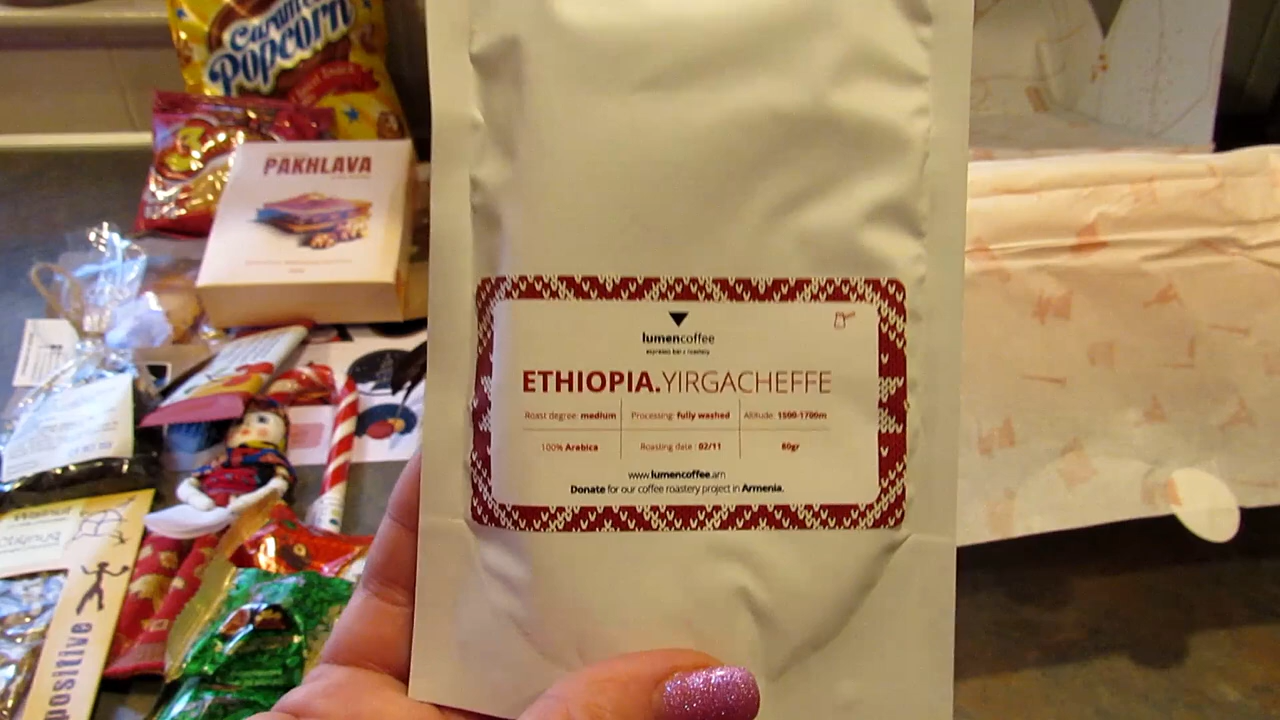 Caramel
Popcorn
PAKHLAVA
lumencoffee
espresso bar & roastery
ETHIOPIA.YIRGACHEFFE
Roast degree: medium
Processing: fully washed
Altitude: 1500-1700m
100% Arabica
Roasting date: 02/11
80gr
www.lumencoffee.am
Donate for our coffee roastery project in Armenia.
positive